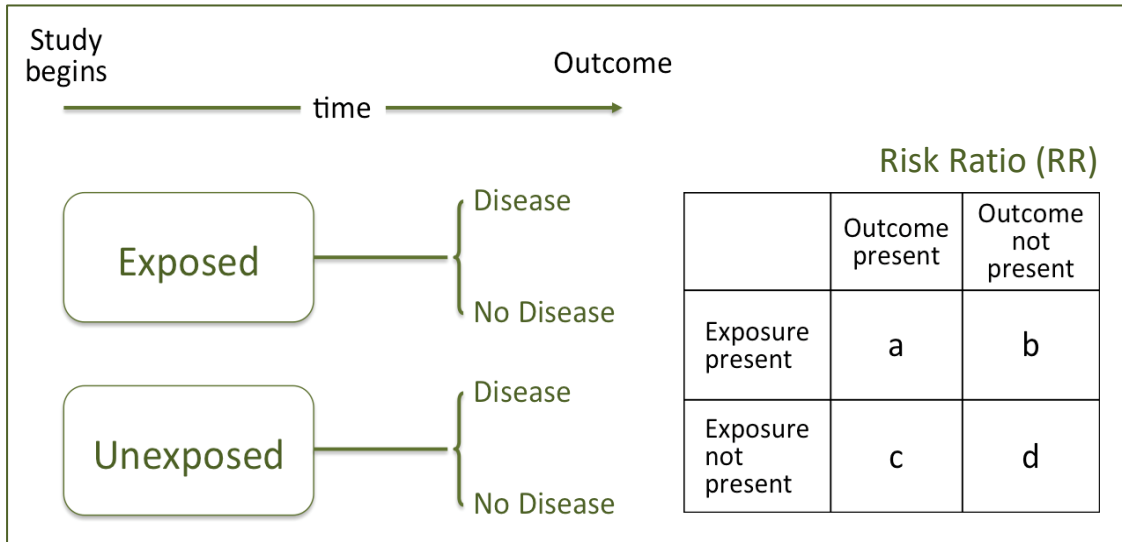 Study
begins
Outcome
time
Risk Ratio (RR)
Exposed
Disease
No Disease
Unexposed
Disease
No Disease
Outcome
present
Outcome
not
present
Exposure
present
a
b
Exposure
not
present
c
d